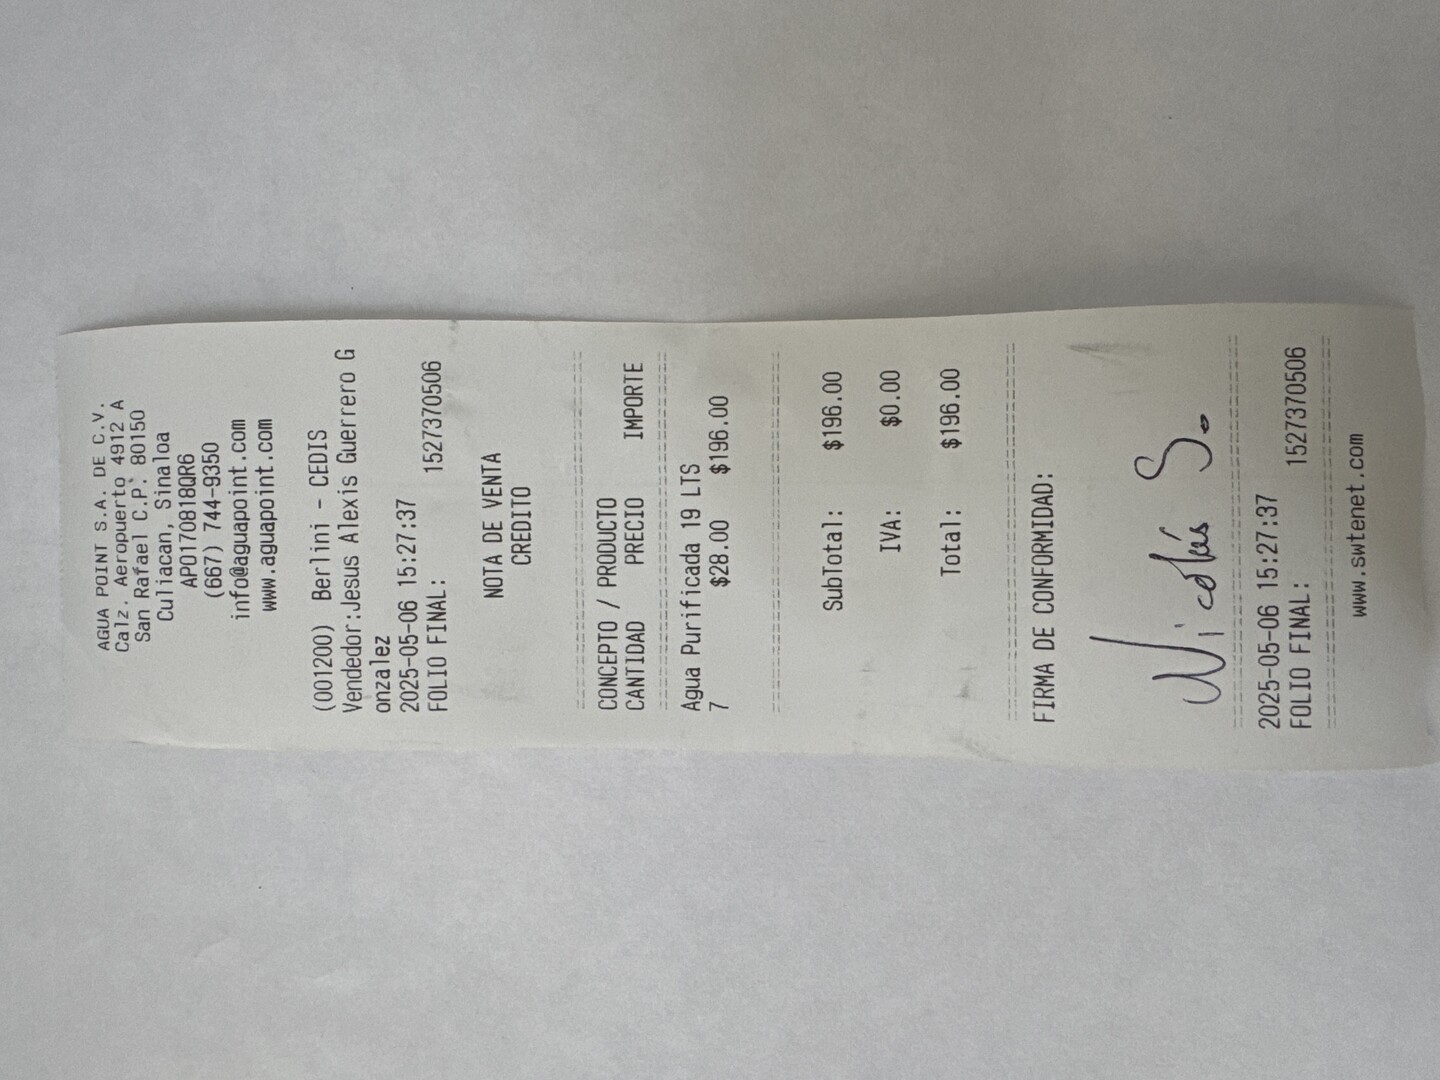 AGUA POINT S.A. DE C.V.
Calz. Aeropuerto 4912 A
San Rafael C.P. 80150
Culiacan, Sinaloa
APO170818QR6
(667) 744-9350
info@aguapoint.com
www.aguapoint.com
(001200) Berlini - CEDIS
Vendedor:Jesus Alexis Guerrero G
onzalez
2025-05-06 15:27:37
FOLIO FINAL: 1527370506
NOTA DE VENTA
CREDITO
CONCEPTO / PRODUCTO
CANTIDAD PRECIO IMPORTE
Agua Purificada 19 LTS
7 $28.00 $196.00
SubTotal: $196.00
IVA: $0.00
Total: $196.00
FIRMA DE CONFORMIDAD:
Nicolás S.
2025-05-06 15:27:37
FOLIO FINAL: 1527370506
www.swtenet.com